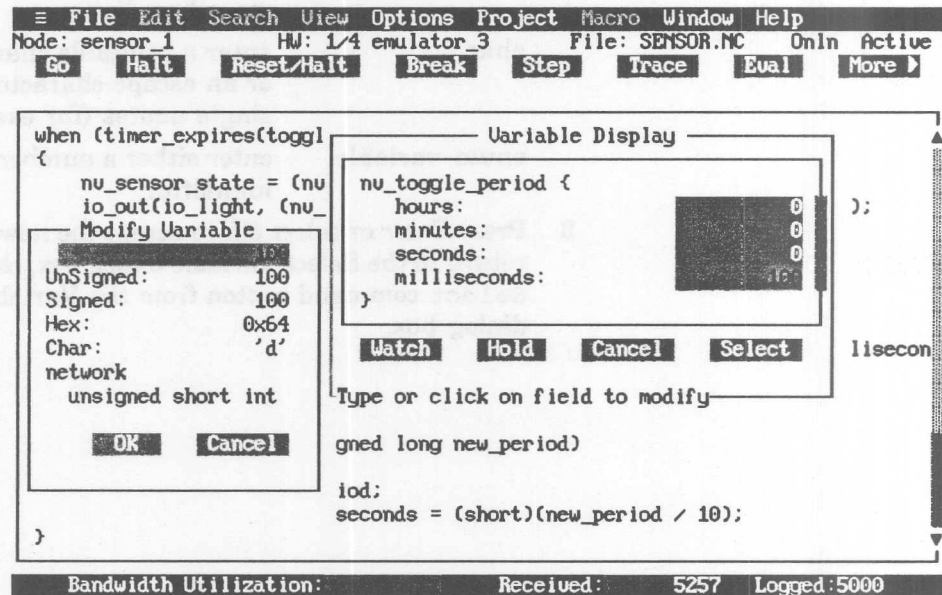 ≡ File Edit Search View Options Project Macro Window Help
Node: sensor_1 HW: 1/4 emulator_3 File: SENSOR.NC Onln Active
Go Halt Reset/Halt Break Step Trace Eval More
when (timer_expires(toggl
{
nv_sensor_state = (nv
io_out(io_light, (nv_ );
Modify Variable
100
UnSigned: 100
Signed: 100
Hex: 0x64
Char: 'd'
network
unsigned short int
OK Cancel
Variable Display
nv_toggle_period {
hours: 0
minutes: 0
seconds: 0
milliseconds: 100
}
Watch Hold Cancel Select
Type or click on field to modify
lisecon
gned long new_period)
iod;
seconds = (short)(new_period / 10);
}
Bandwidth Utilization: Received: 5257 Logged:5000